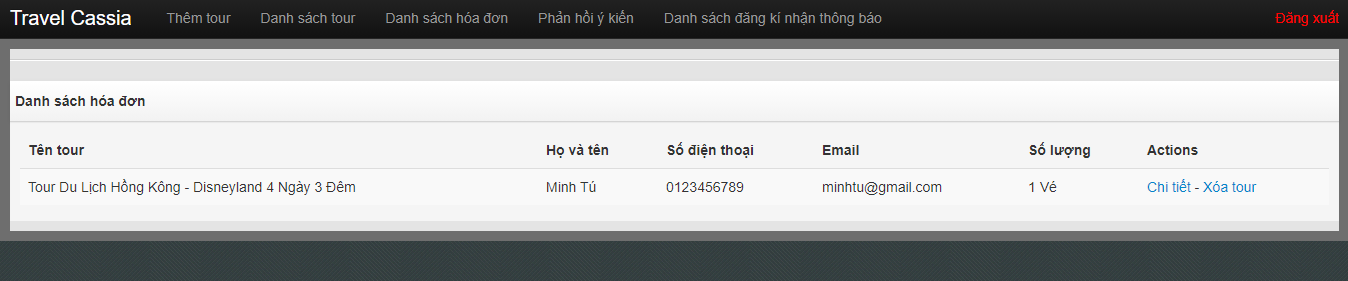 Travel Cassia Thêm tour Danh sách tour Danh sách hóa đơn Phản hồi ý kiến Danh sách đăng kí nhận thông báo Đăng xuất
Danh sách hóa đơn
Tên tour Họ và tên Số điện thoại Email Số lượng Actions
Tour Du Lịch Hồng Kông - Disneyland 4 Ngày 3 Đêm Minh Tú 0123456789 minhtu@gmail.com 1 Vé Chi tiết - Xóa tour